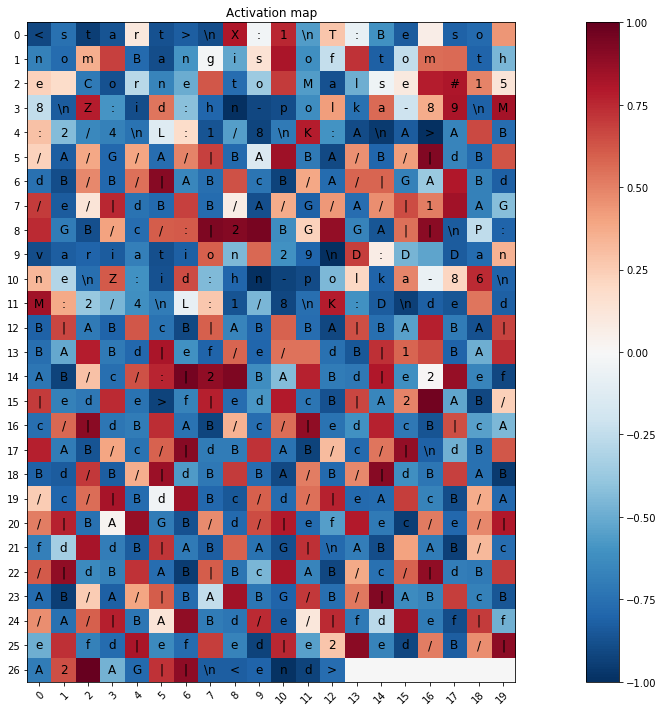 Activation map
0 < s t a r t > \n X : 1 \n T : B e s o
1 n o m B a n g i s o f t o m t h
2 e C o r n e t o M a l s e # 1 5
3 8 \n Z : i d : h n - p o l k a - 8 9 \n M
4 : 2 / 4 \n L : 1 / 8 \n K : A \n A > A B
5 / A / G / A / | B A B A / B / | d B
6 d B / B / | A B c B / A / | G A B d
7 / e / | d B B / A / G / A / | 1 A G
8 G B / c / : | 2 B G G A | | \n P :
9 v a r i a t i o n 2 9 \n D : D D a n
10 n e \n Z : i d : h n - p o l k a - 8 6 \n
11 M : 2 / 4 \n L : 1 / 8 \n K : D \n d e d
12 B | A B c B | A B B A | B A B A |
13 B A B d | e f / e / d B | 1 B A
14 A B / c / : | 2 B A B d | e 2 e f
15 | e d e > f | e d c B | A 2 A B /
16 c / | d B A B / c / | e d c B | c A
17 A B / c / | d B A B / c / | \n d B
18 B d / B / | d B B A / B / | d B A B
19 / c / | B d B c / d / | e A c B / A
20 / | B A G B / d / | e f e c / e / |
21 f d d B | A B A G | \n A B A B / c
22 / | d B A B | B c A B / c / | d B
23 A B / A / | B A B G / B / | A B c B
24 / A / | B A B d / e / | f d e f | f
25 e f d | e f e d | e 2 e d / B / |
26 A 2 A G | | \n < e n d >
0 1 2 3 4 5 6 7 8 9 10 11 12 13 14 15 16 17 18 19
1.00
0.75
0.50
0.25
0.00
−0.25
−0.50
−0.75
−1.00